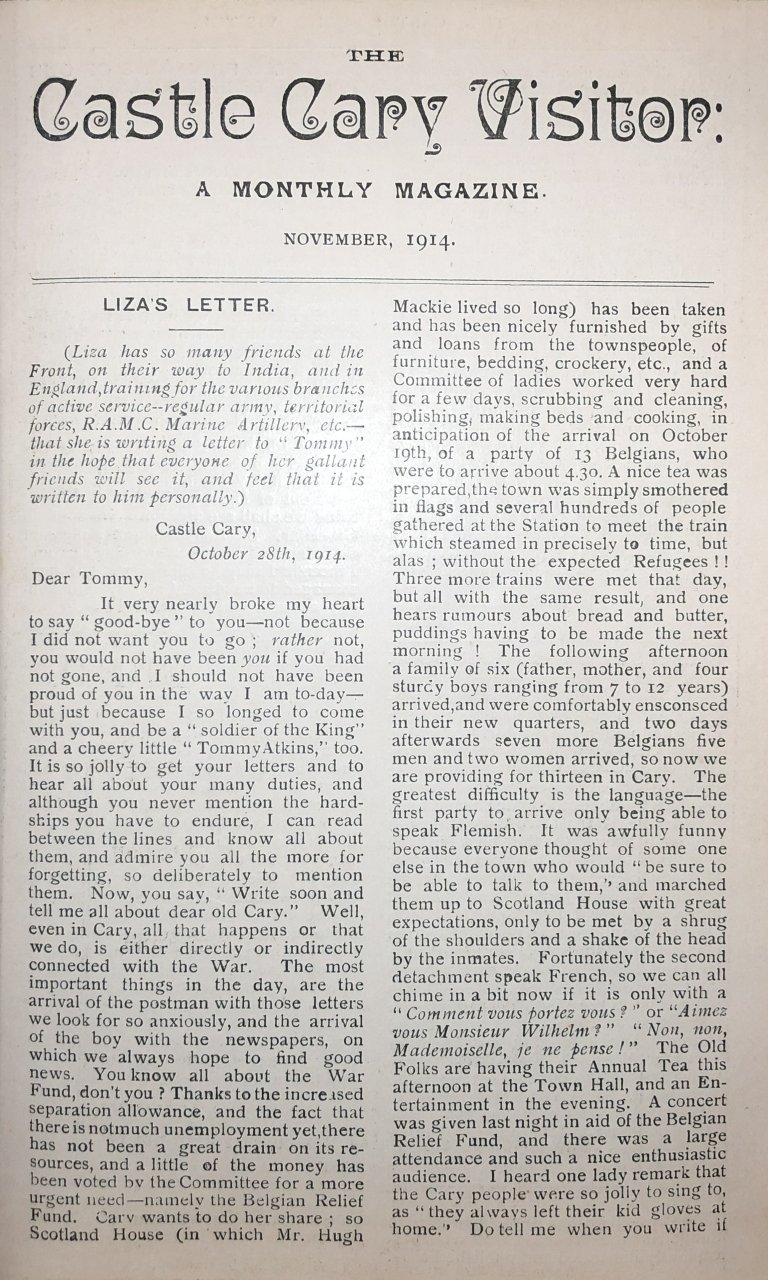 THE
Castle Cary Visitor:
A MONTHLY MAGAZINE.
NOVEMBER, 1914.
LIZA'S LETTER.
(Liza has so many friends at the
Front, on their way to India, and in
England, training for the various branches
of active service--regular army, territorial
forces, R.A.M.C. Marine Artillery, etc.—
that she is writing a letter to "Tommy"
in the hope that everyone of her gallant
friends will see it, and feel that it is
written to him personally.)
Castle Cary,
October 28th, 1914.
Dear Tommy,
It very nearly broke my heart
to say "good-bye" to you—not because
I did not want you to go; rather not,
you would not have been you if you had
not gone, and I should not have been
proud of you in the way I am to-day—
but just because I so longed to come
with you, and be a "soldier of the King"
and a cheery little "Tommy Atkins," too.
It is so jolly to get your letters and to
hear all about your many duties, and
although you never mention the hard-
ships you have to endure, I can read
between the lines and know all about
them, and admire you all the more for
forgetting, so deliberately to mention
them. Now, you say, "Write soon and
tell me all about dear old Cary." Well,
even in Cary, all that happens or that
we do, is either directly or indirectly
connected with the War. The most
important things in the day, are the
arrival of the postman with those letters
we look for so anxiously, and the arrival
of the boy with the newspapers, on
which we always hope to find good
news. You know all about the War
Fund, don't you? Thanks to the increased
separation allowance, and the fact that
there is not much unemployment yet, there
has not been a great drain on its re-
sources, and a little of the money has
been voted by the Committee for a more
urgent need—namely the Belgian Relief
Fund. Cary wants to do her share; so
Scotland House (in which Mr. Hugh
Mackie lived so long) has been taken
and has been nicely furnished by gifts
and loans from the townspeople, of
furniture, bedding, crockery, etc., and a
Committee of ladies worked very hard
for a few days, scrubbing and cleaning,
polishing, making beds and cooking, in
anticipation of the arrival on October
19th, of a party of 13 Belgians, who
were to arrive about 4.30. A nice tea was
prepared, the town was simply smothered
in flags and several hundreds of people
gathered at the Station to meet the train
which steamed in precisely to time, but
alas; without the expected Refugees!!
Three more trains were met that day,
but all with the same result, and one
hears rumours about bread and butter,
puddings having to be made the next
morning! The following afternoon
a family of six (father, mother, and four
sturdy boys ranging from 7 to 12 years)
arrived, and were comfortably ensconsced
in their new quarters, and two days
afterwards seven more Belgians five
men and two women arrived, so now we
are providing for thirteen in Cary. The
greatest difficulty is the language—the
first party to arrive only being able to
speak Flemish. It was awfully funny
because everyone thought of some one
else in the town who would "be sure to
be able to talk to them,'' and marched
them up to Scotland House with great
expectations, only to be met by a shrug
of the shoulders and a shake of the head
by the inmates. Fortunately the second
detachment speak French, so we can all
chime in a bit now if it is only with a
"Comment vous portez vous?" or "Aimez
vous Monsieur Wilhelm?" "Non, non,
Mademoiselle, je ne pense!" The Old
Folks are having their Annual Tea this
afternoon at the Town Hall, and an En-
tertainment in the evening. A concert
was given last night in aid of the Belgian
Relief Fund, and there was a large
attendance and such a nice enthusiastic
audience. I heard one lady remark that
the Cary people were so jolly to sing to,
as "they always left their kid gloves at
home.'' Do tell me when you write if